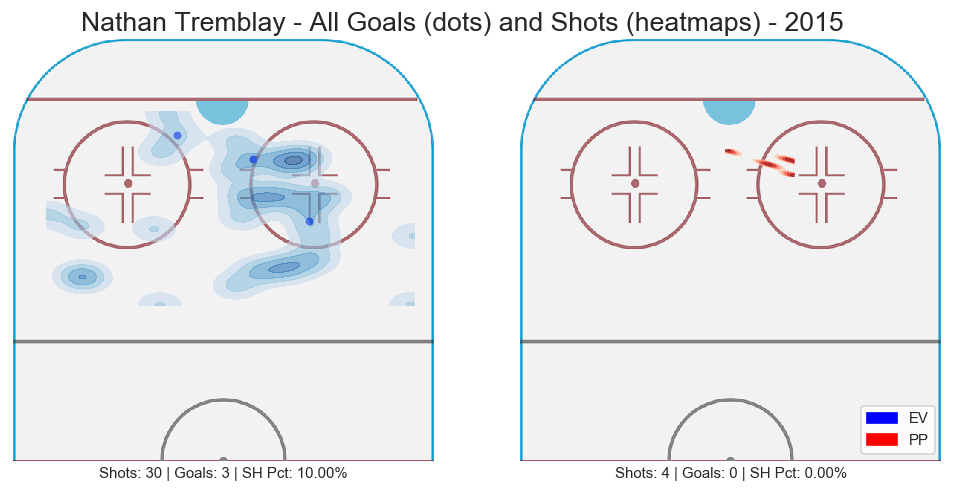 Nathan Tremblay - All Goals (dots) and Shots (heatmaps) - 2015
EV
PP
Shots: 30 | Goals: 3 | SH Pct: 10.00%
Shots: 4 | Goals: 0 | SH Pct: 0.00%